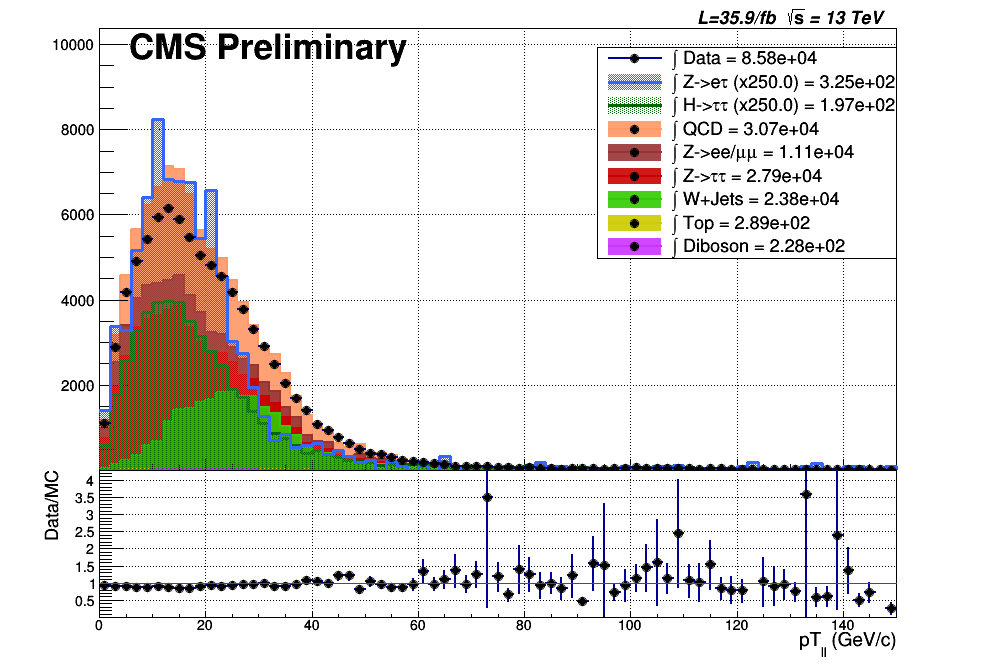 L=35.9/fb √s = 13 TeV
CMS Preliminary
∫ Data = 8.58e+04
∫ Z->eτ (x250.0) = 3.25e+02
∫ H->ττ (x250.0) = 1.97e+02
∫ QCD = 3.07e+04
∫ Z->ee/μμ = 1.11e+04
∫ Z->ττ = 2.79e+04
∫ W+Jets = 2.38e+04
∫ Top = 2.89e+02
∫ Diboson = 2.28e+02
10000
8000
6000
4000
2000
Data/MC
4
3.5
3
2.5
2
1.5
1
0.5
0 20 40 60 80 100 120 140
pT_ll (GeV/c)